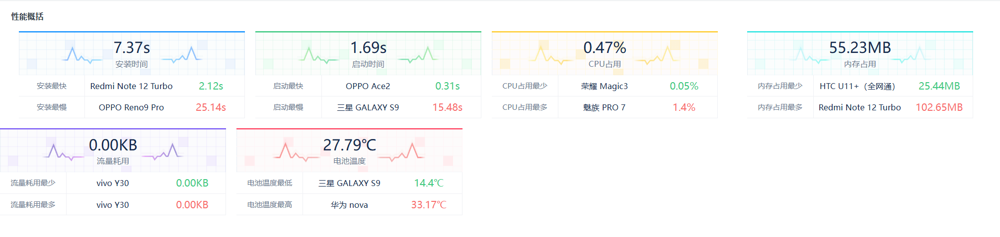 性能概括
7.37s
安装时间
安装最快 Redmi Note 12 Turbo 2.12s
安装最慢 OPPO Reno9 Pro 25.14s
1.69s
启动时间
启动最快 OPPO Ace2 0.31s
启动最慢 三星 GALAXY S9 15.48s
0.47%
CPU占用
CPU占用最少 荣耀 Magic3 0.05%
CPU占用最多 魅族 PRO 7 1.4%
55.23MB
内存占用
内存占用最少 HTC U11+（全网通） 25.44MB
内存占用最多 Redmi Note 12 Turbo 102.65MB
0.00KB
流量耗用
流量耗用最少 vivo Y30 0.00KB
流量耗用最多 vivo Y30 0.00KB
27.79℃
电池温度
电池温度最低 三星 GALAXY S9 14.4℃
电池温度最高 华为 nova 33.17℃